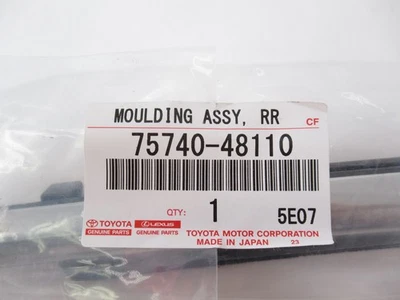 MOULDING ASSY, RR CF
75740-48110
QTY: 1 5E07
TOYOTA LEXUS TOYOTA MOTOR CORPORATION
GENUINE PARTS GENUINE PARTS MADE IN JAPAN 23